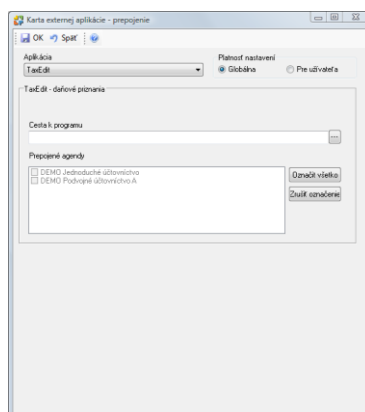 Karta externej aplikácie - prepojenie
OK Späť
Aplikácia
TaxEdit
Platnosť nastavení
Globálna Pre užívateľa
TaxEdit - daňové priznania
Cesta k programu
...
Prepojené agendy
DEMO Jednoduché účtovníctvo
DEMO Podvojné účtovníctvo A
Označiť všetko
Zrušiť označenie